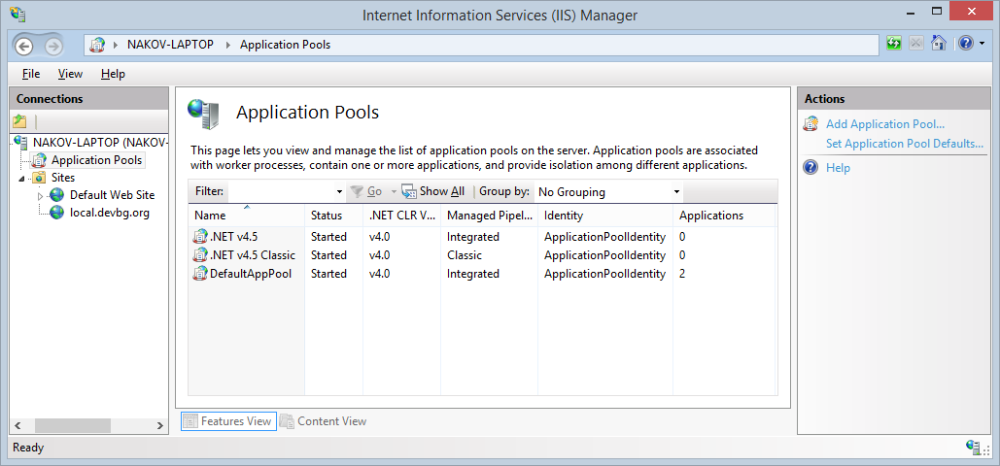 Internet Information Services (IIS) Manager
NAKOV-LAPTOP Application Pools
File View Help
Connections
NAKOV-LAPTOP (NAKOV-
Application Pools
Sites
Default Web Site
local.devbg.org
Application Pools
This page lets you view and manage the list of application pools on the server. Application pools are associated
with worker processes, contain one or more applications, and provide isolation among different applications.
Filter: Go Show All Group by: No Grouping
Name Status .NET CLR V... Managed Pipel... Identity Applications
.NET v4.5 Started v4.0 Integrated ApplicationPoolIdentity 0
.NET v4.5 Classic Started v4.0 Classic ApplicationPoolIdentity 0
DefaultAppPool Started v4.0 Integrated ApplicationPoolIdentity 2
Features View Content View
Actions
Add Application Pool...
Set Application Pool Defaults...
Help
Ready